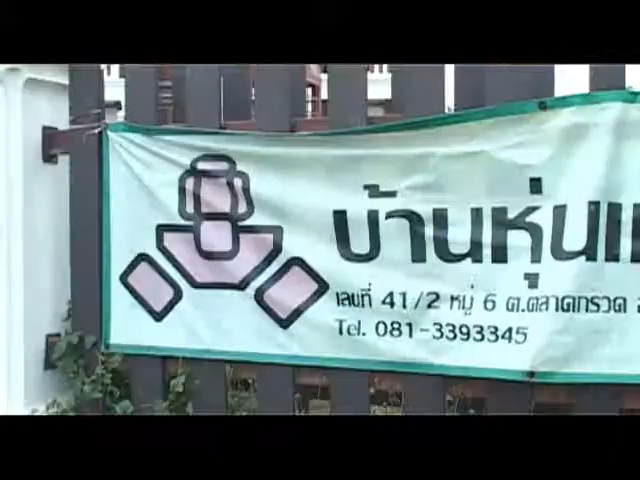 บ้านหุ่นเ
เลขที่ 41/2 หมู่ 6 ต.ตลาดกรวด
Tel. 081-3393345